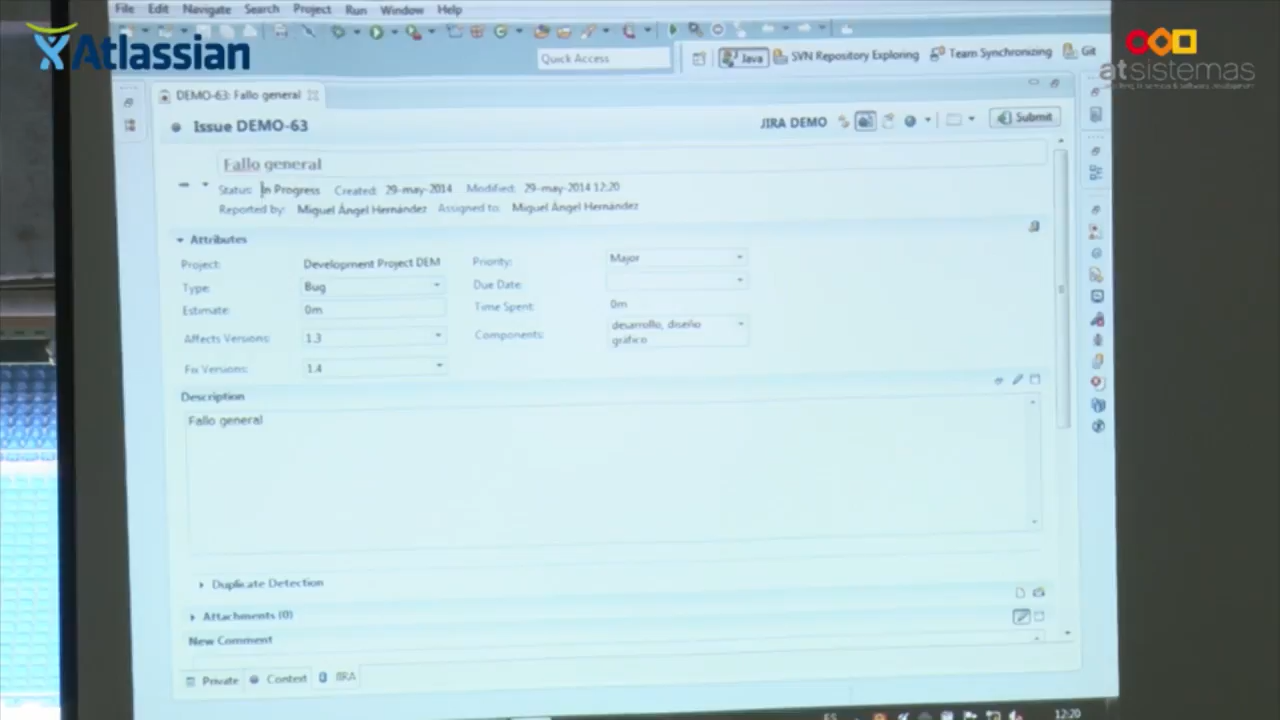 File Edit Navigate Search Project Run Window Help
Atlassian
atsistemas
Quick Access
Java SVN Repository Exploring Team Synchronizing Git
DEMO-63: Fallo general
Issue DEMO-63
JIRA DEMO
Submit
Fallo general
Status: In Progress Created: 29-may-2014 Modified: 29-may-2014 12:20
Reported by: Miguel Ángel Hernández Assigned to: Miguel Ángel Hernández
Attributes
Project: Development Project DEM Priority: Major
Type: Bug Due Date:
Estimate: 0m Time Spent: 0m
Affects Versions: 1.3 Components: desarrollo, diseño
gráfico
Fix Versions: 1.4
Description
Fallo general
Duplicate Detection
Attachments (0)
New Comment
Private Context JIRA
ES 12:20